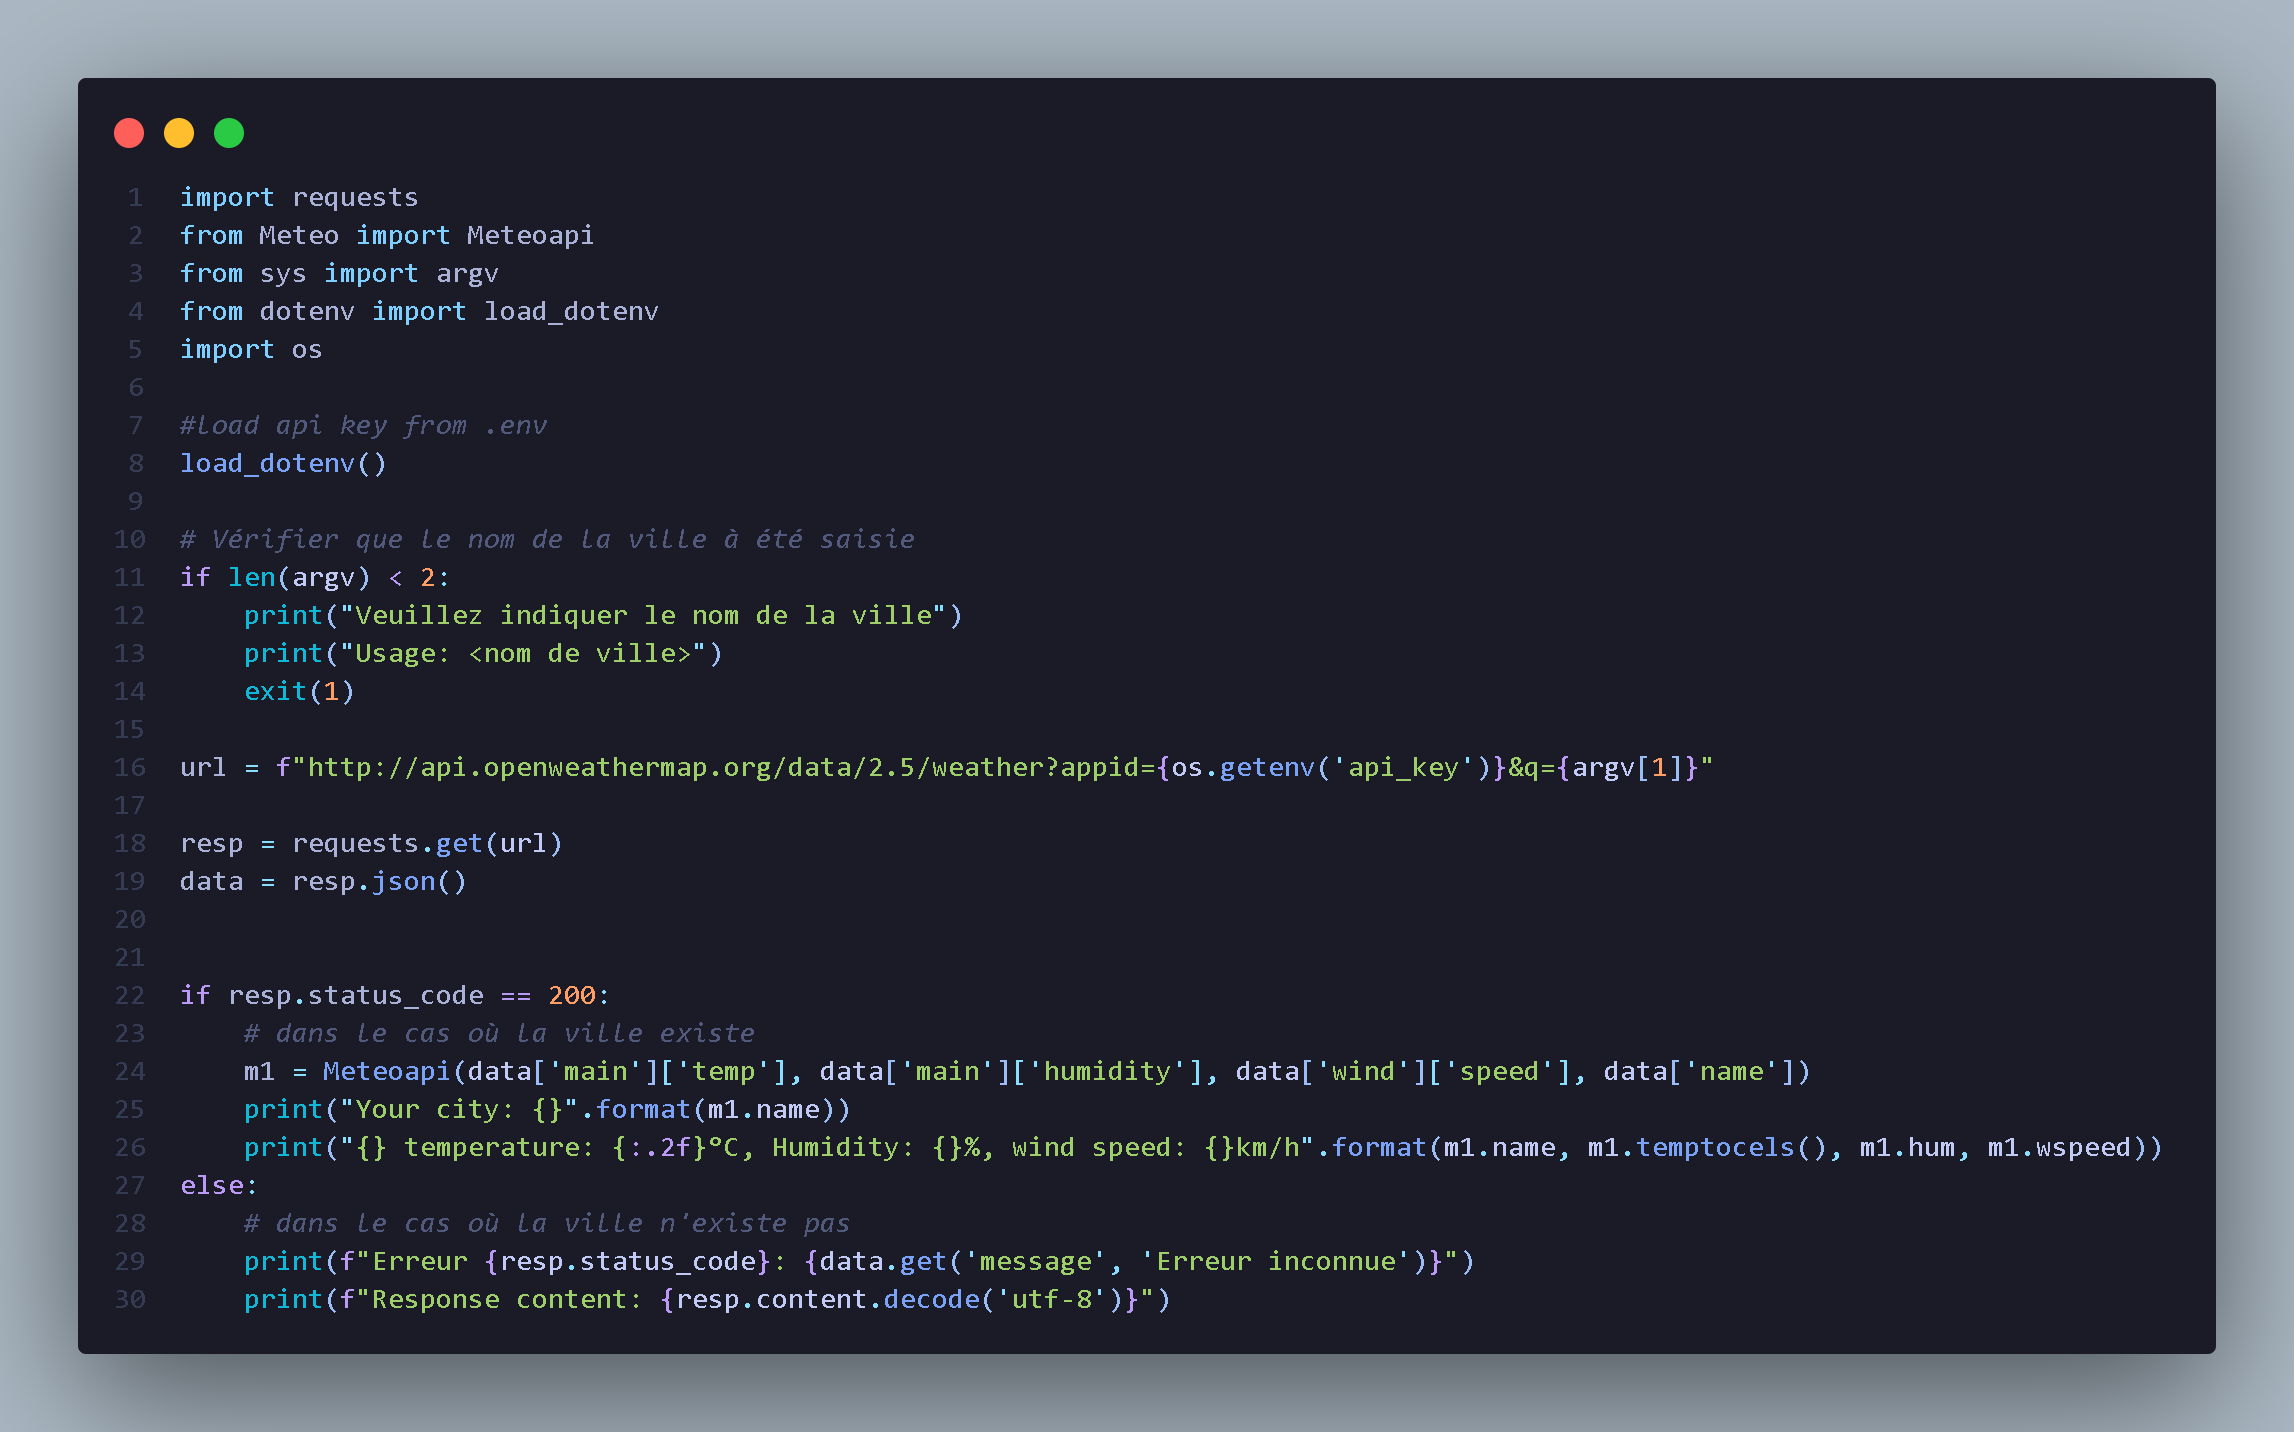 1 import requests
2 from Meteo import Meteoapi
3 from sys import argv
4 from dotenv import load_dotenv
5 import os
6
7 #load api key from .env
8 load_dotenv()
9
10 # Vérifier que le nom de la ville à été saisie
11 if len(argv) < 2:
12     print("Veuillez indiquer le nom de la ville")
13     print("Usage: <nom de ville>")
14     exit(1)
15
16 url = f"http://api.openweathermap.org/data/2.5/weather?appid={os.getenv('api_key')}&q={argv[1]}"
17
18 resp = requests.get(url)
19 data = resp.json()
20
21
22 if resp.status_code == 200:
23     # dans le cas où la ville existe
24     m1 = Meteoapi(data['main']['temp'], data['main']['humidity'], data['wind']['speed'], data['name'])
25     print("Your city: {}".format(m1.name))
26     print("{} temperature: {:.2f}°C, Humidity: {}%, wind speed: {}km/h".format(m1.name, m1.temptocels(), m1.hum, m1.wspeed))
27 else:
28     # dans le cas où la ville n'existe pas
29     print(f"Erreur {resp.status_code}: {data.get('message', 'Erreur inconnue')}")
30     print(f"Response content: {resp.content.decode('utf-8')}")